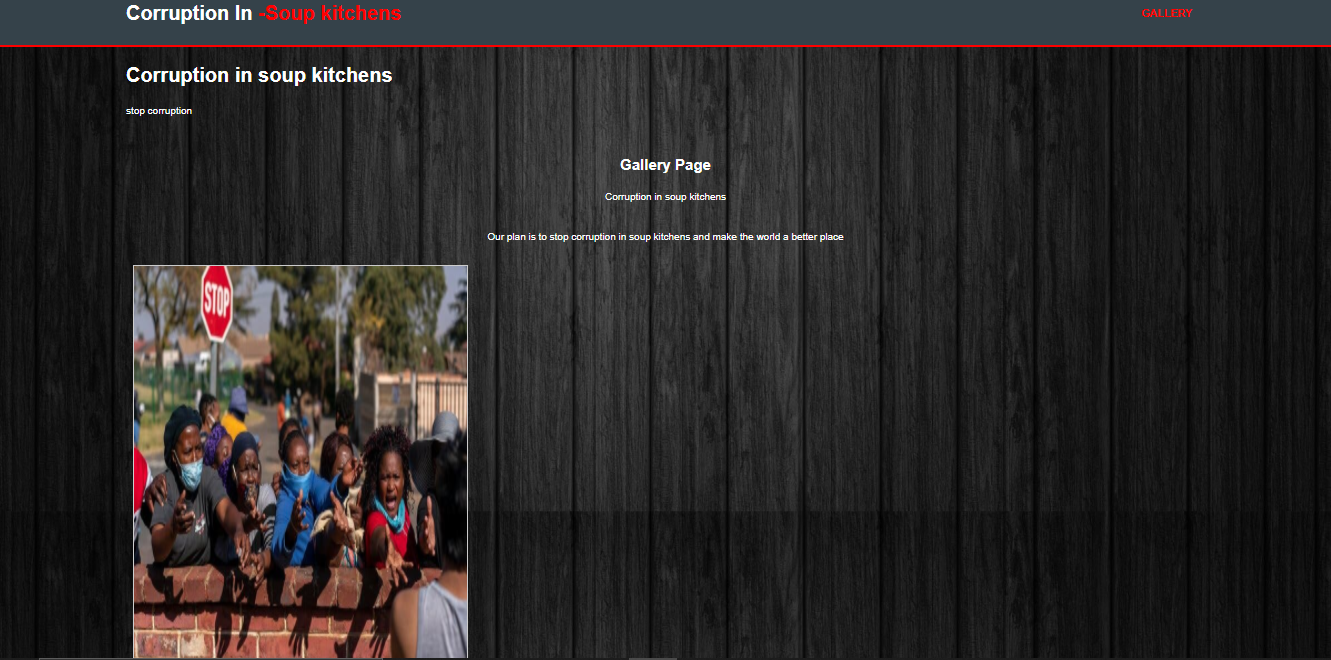 Corruption In -Soup kitchens
GALLERY
Corruption in soup kitchens
stop corruption
Gallery Page
Corruption in soup kitchens
Our plan is to stop corruption in soup kitchens and make the world a better place
STOP